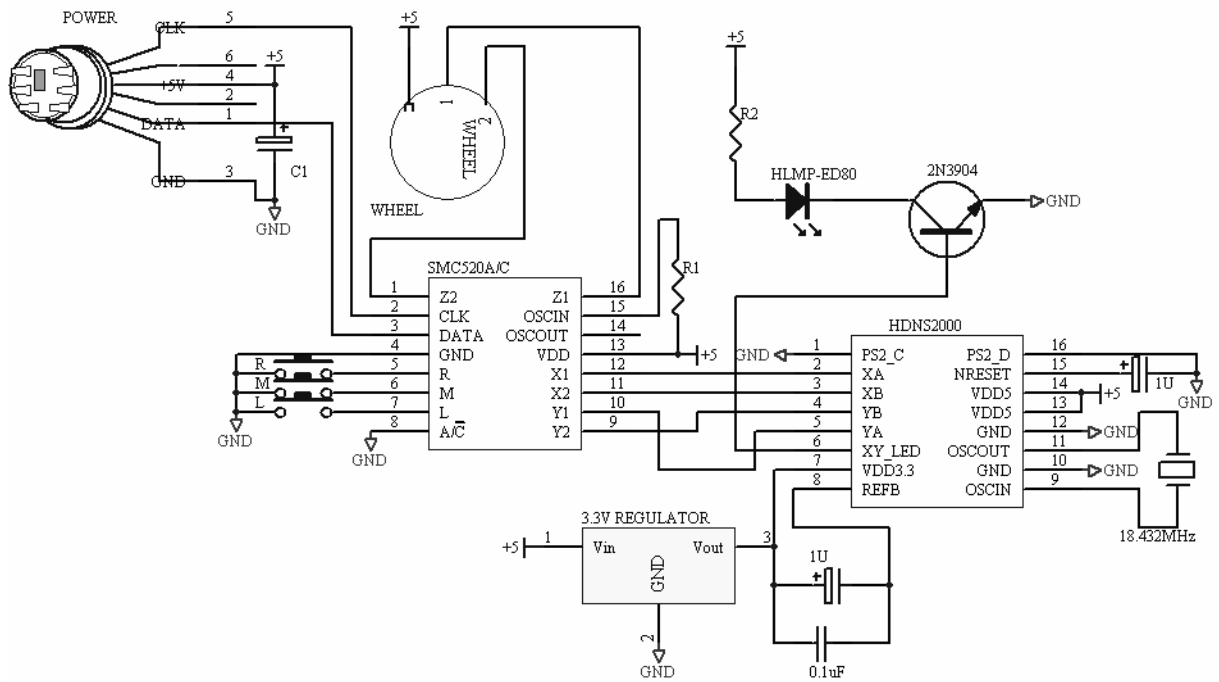 POWER
CLK
5
6
+5
+5V
4
2
DATA
1
+
C1
GND
3
GND
+5
1
2
WHEEL
WHEEL
+5
R2
HLMP-ED80
2N3904
GND
SMC520A/C
R1
1 Z2
2 CLK
3 DATA
4 GND
5 R
6 M
7 L
8 A/C
Z1 16
OSCIN 15
OSCOUT 14
VDD 13
X1 12
X2 11
Y1 10
Y2 9
+5
R
M
L
GND
GND
HDNS2000
GND
1 PS2_C
2 XA
3 XB
4 YB
5 YA
6 XY_LED
7 VDD3.3
8 REFB
PS2_D 16
NRESET 15
VDD5 14
VDD5 13
GND 12
OSCOUT 11
GND 10
OSCIN 9
+
1U
GND
+5
GND
GND
18.432MHz
3.3V REGULATOR
+5
1
Vin
Vout
3
GND
2
GND
1U
+
0.1uF